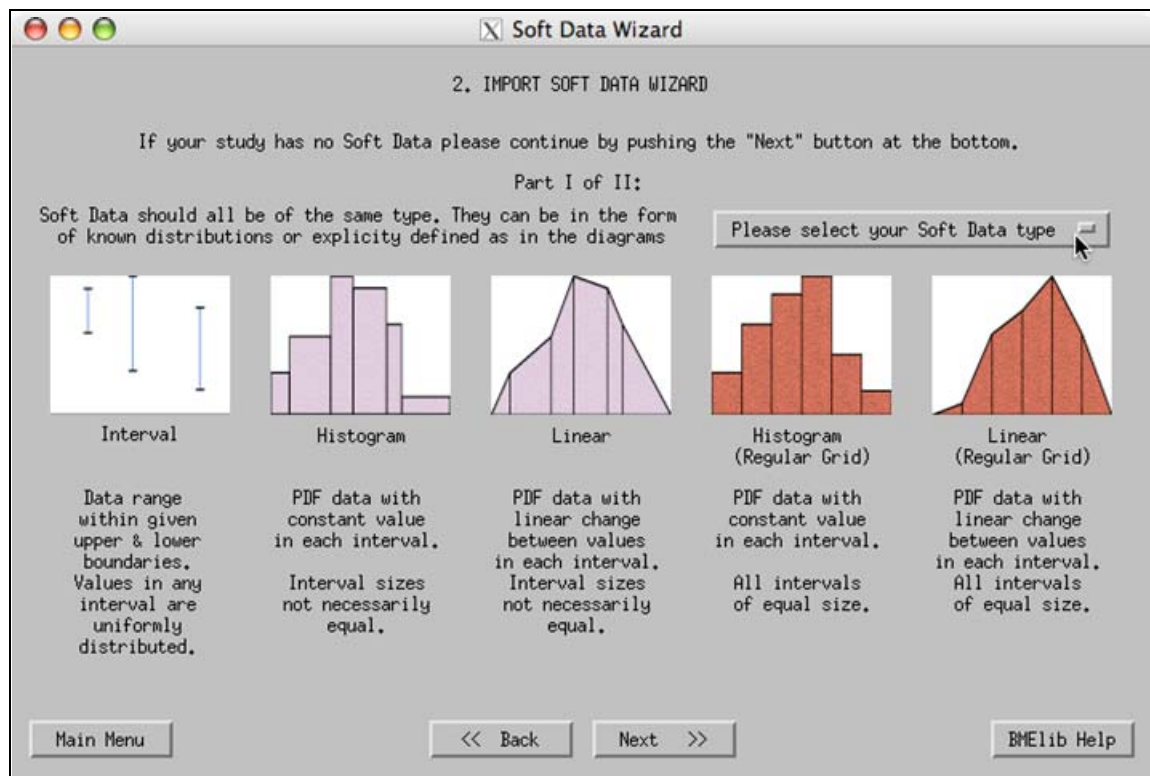 Soft Data Wizard
2. IMPORT SOFT DATA WIZARD
If your study has no Soft Data please continue by pushing the "Next" button at the bottom.
Part I of II:
Soft Data should all be of the same type. They can be in the form
of known distributions or explicity defined as in the diagrams
Please select your Soft Data type
Interval
Data range
within given
upper & lower
boundaries.
Values in any
interval are
uniformly
distributed.
Histogram
PDF data with
constant value
in each interval.
Interval sizes
not necessarily
equal.
Linear
PDF data with
linear change
between values
in each interval.
Interval sizes
not necessarily
equal.
Histogram
(Regular Grid)
PDF data with
constant value
in each interval.
All intervals
of equal size.
Linear
(Regular Grid)
PDF data with
linear change
between values
in each interval.
All intervals
of equal size.
Main Menu
<< Back
Next >>
BMElib Help